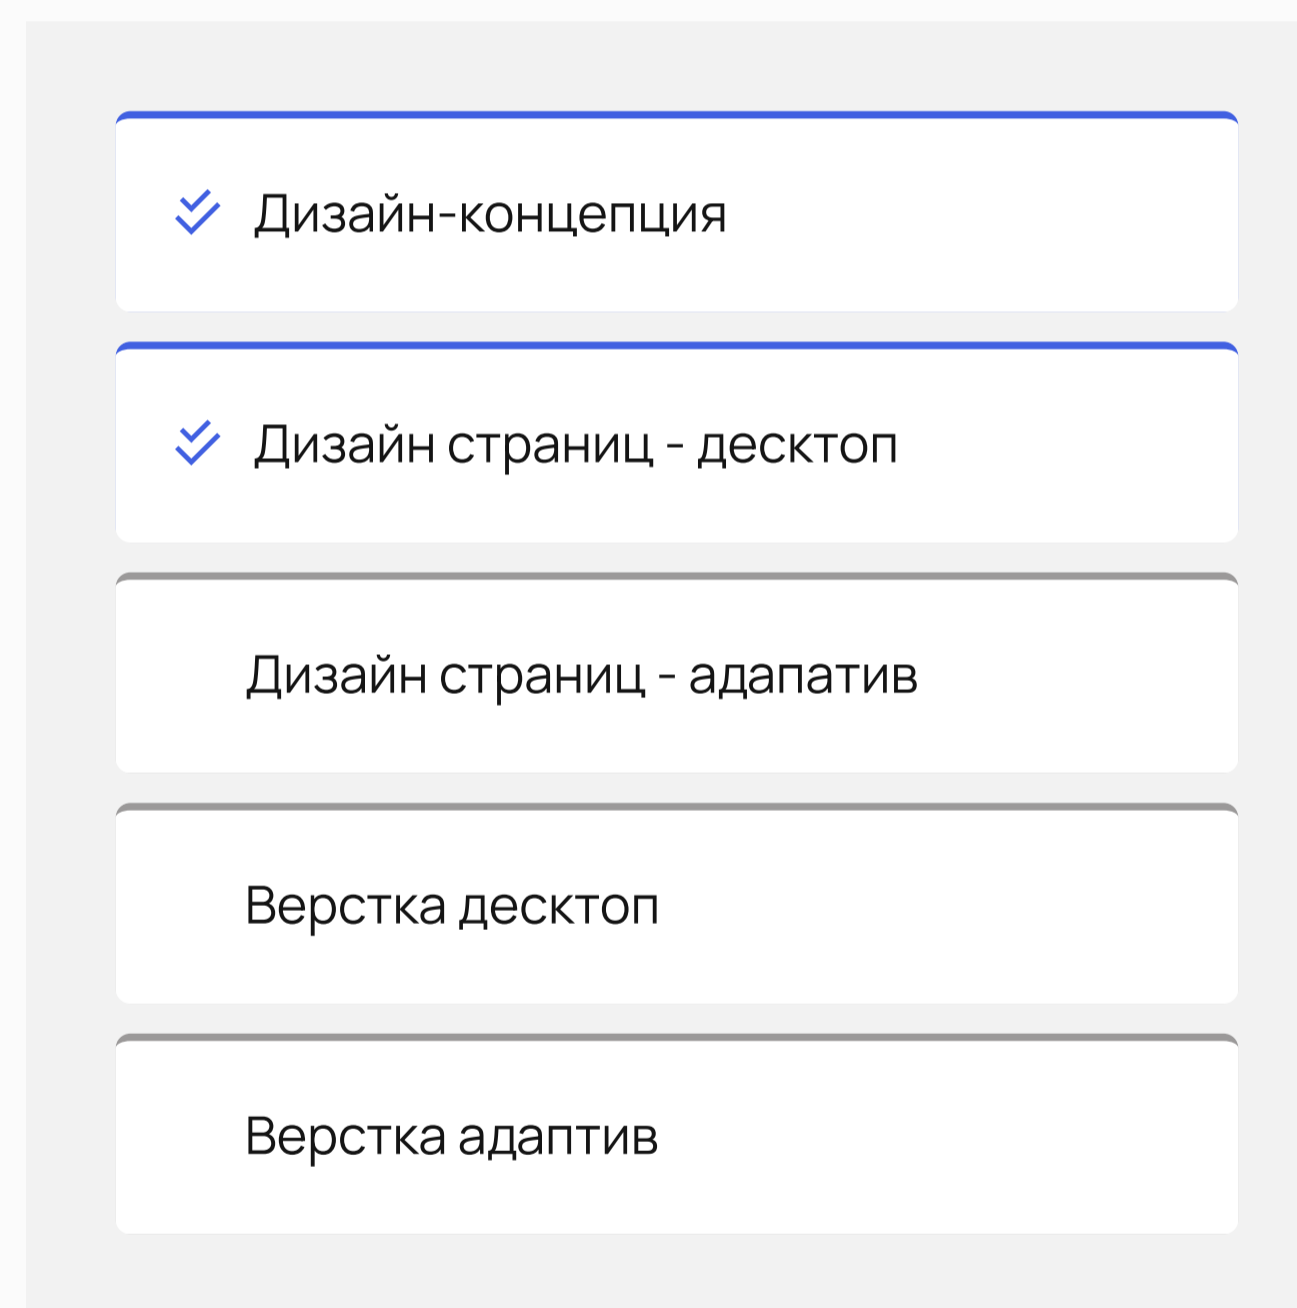 Дизайн-концепция
Дизайн страниц - десктоп
Дизайн страниц - адапатив
Верстка десктоп
Верстка адаптив